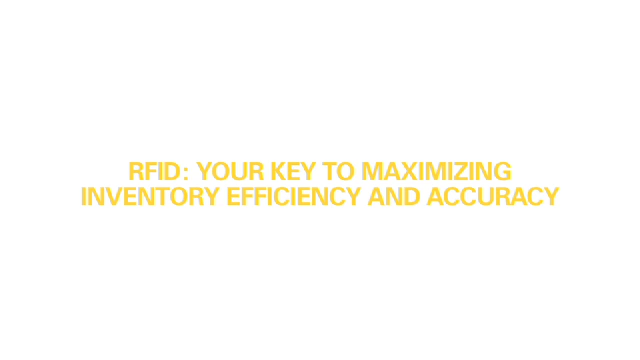 RFID: YOUR KEY TO MAXIMIZING
INVENTORY EFFICIENCY AND ACCURACY